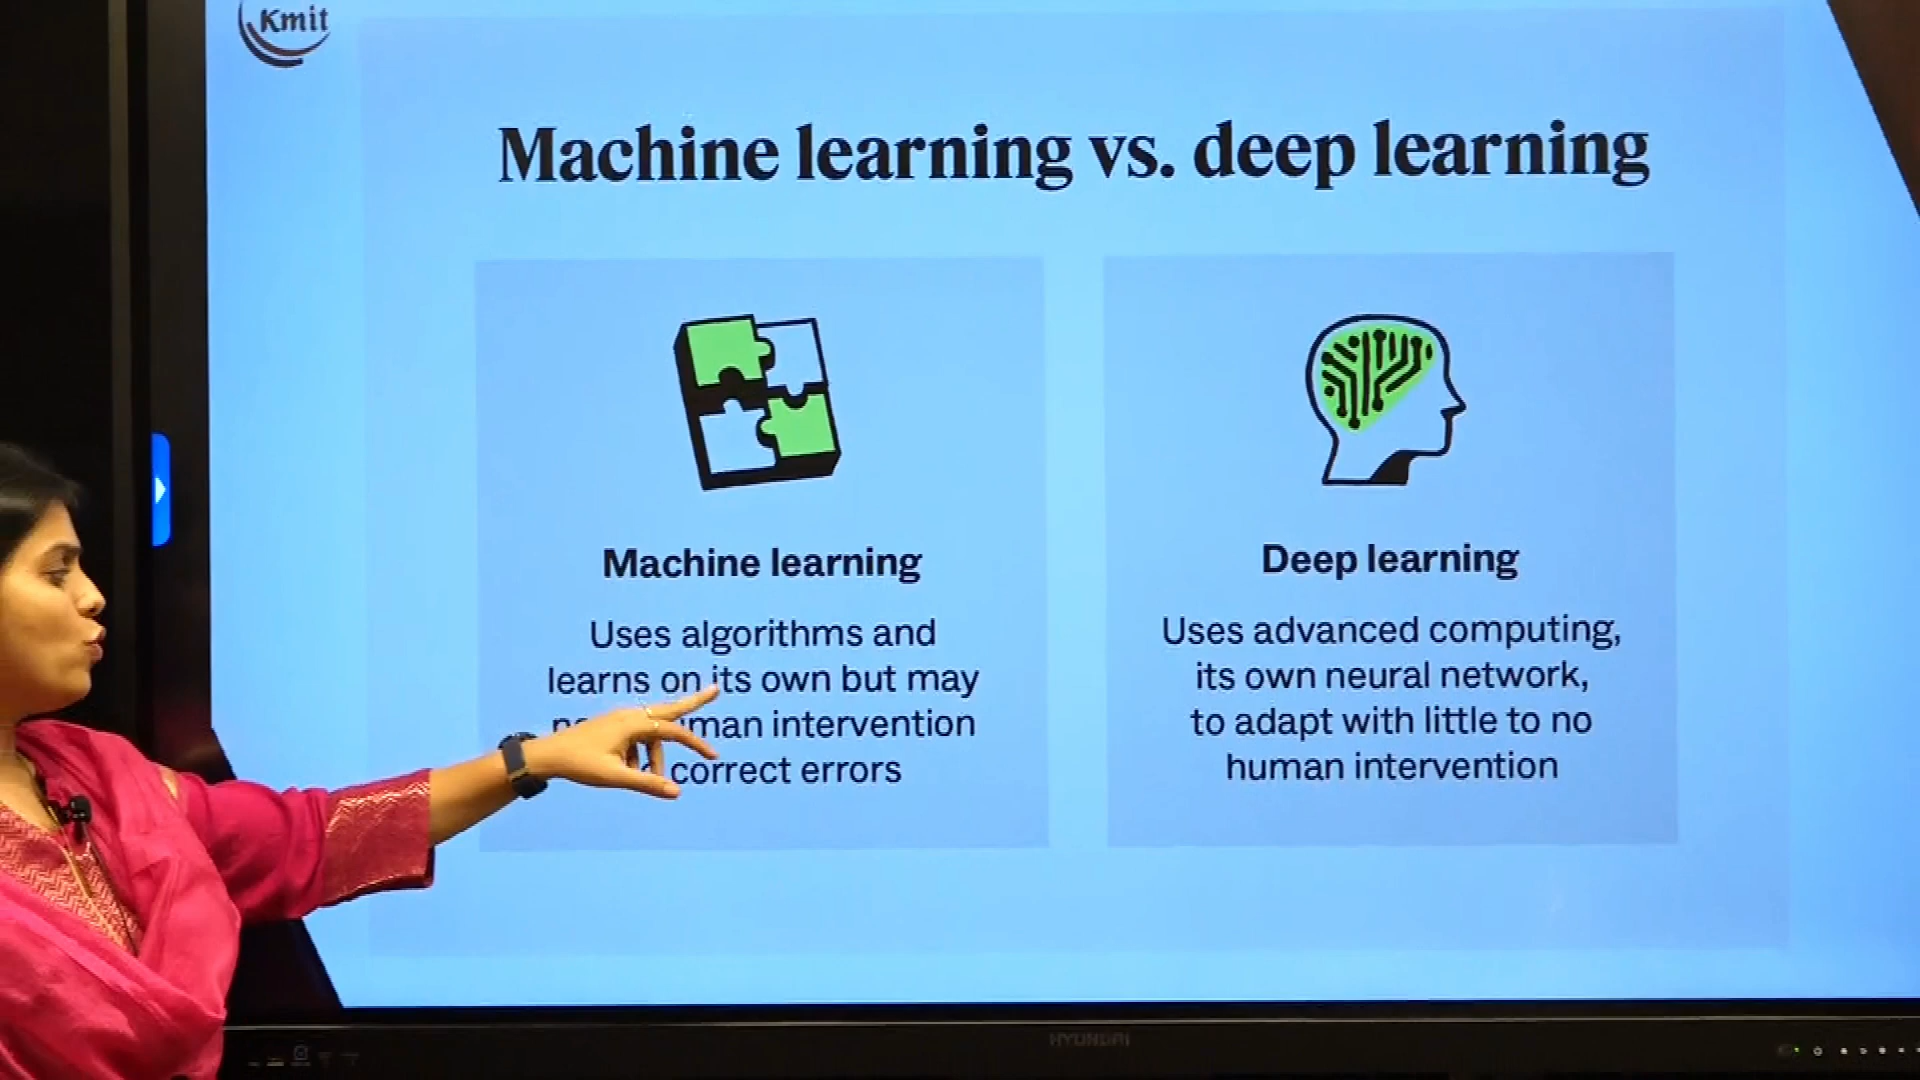 Kmit
Machine learning vs. deep learning
Machine learning
Uses algorithms and
learns on its own but may
man intervention
correct errors
Deep learning
Uses advanced computing,
its own neural network,
to adapt with little to no
human intervention
HYUNDAI